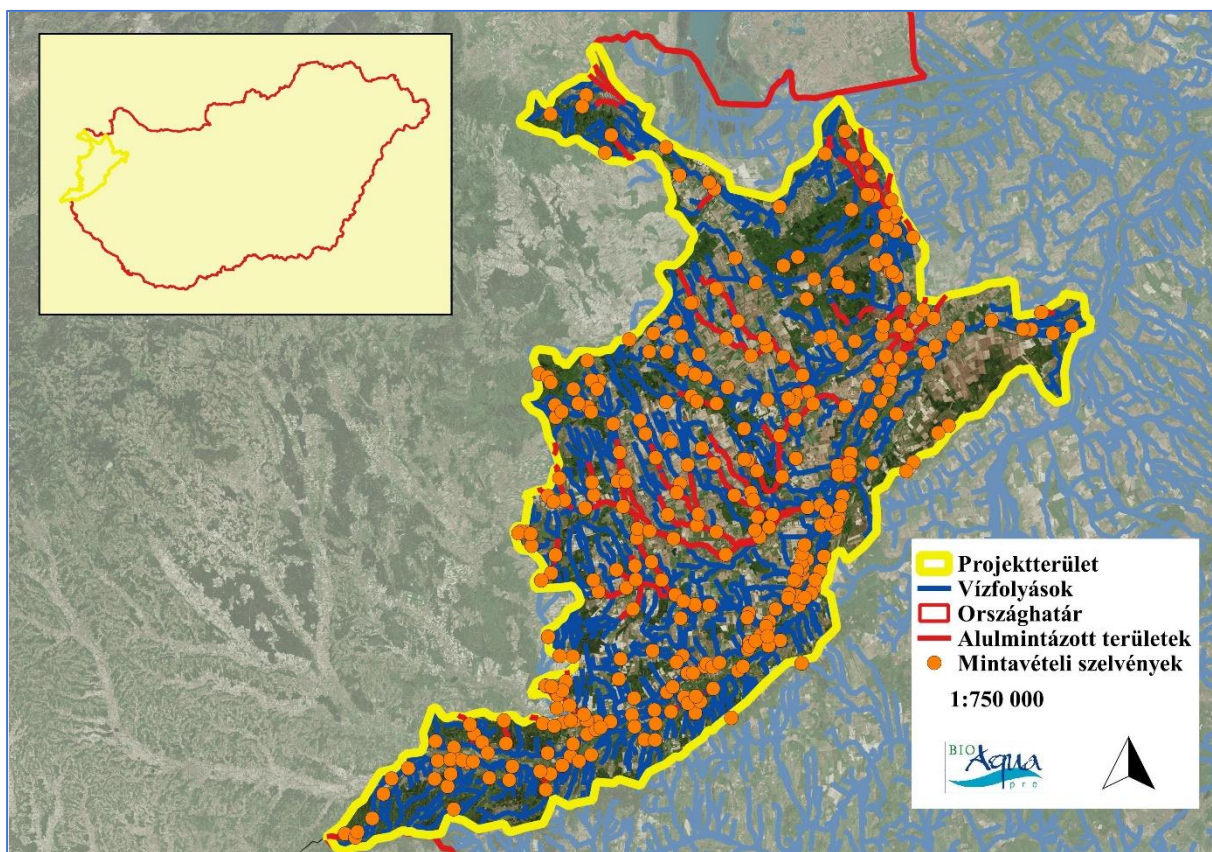 Projektterület
Vízfolyások
Országhatár
Alulmintázott területek
Mintavételi szelvények
1:750 000
BIO
Aqua
pro